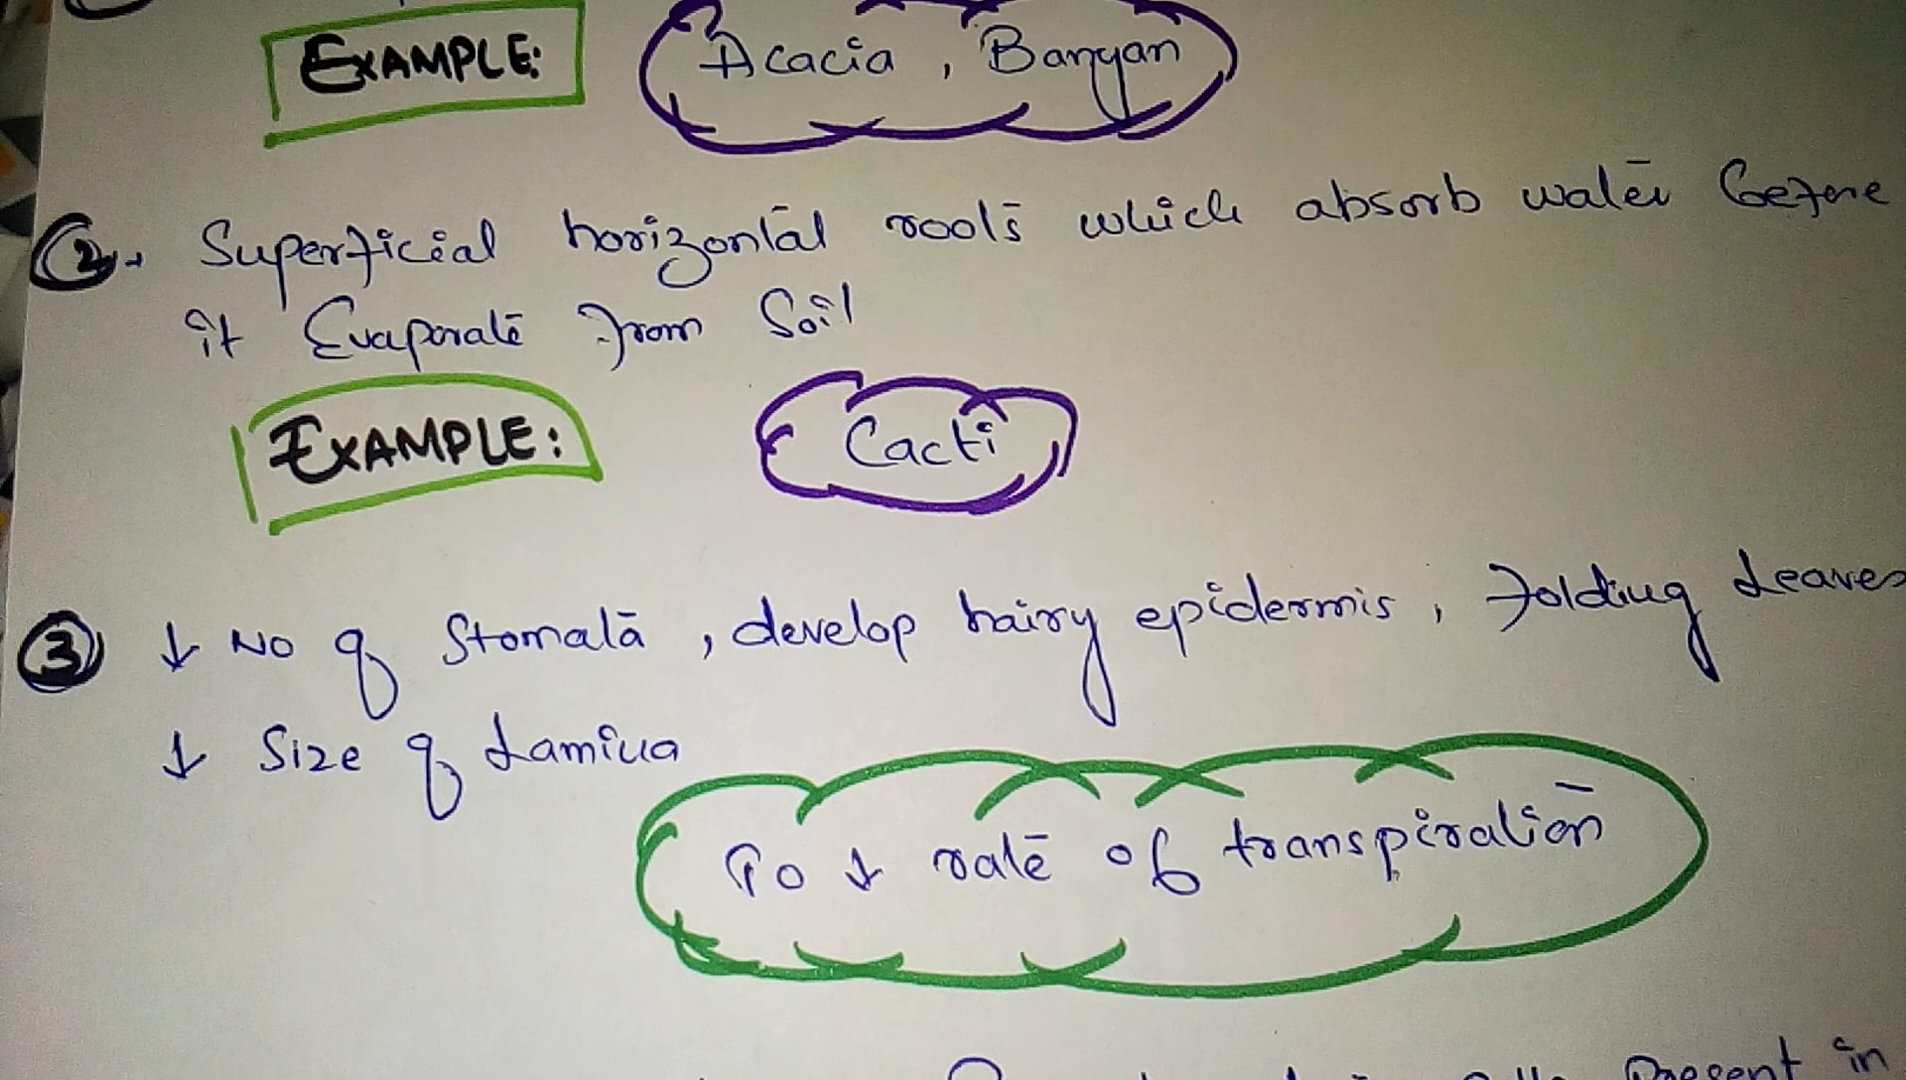 EXAMPLE: Acacia, Banyan
2. Superficial horizontal roots which absorb water before
it Evaporate from Soil
EXAMPLE: Cacti
3 ↓ No of Stomata, develop hairy epidermis, folding Leaves
↓ Size of Lamina
To ↓ rate of transpiration
Present in